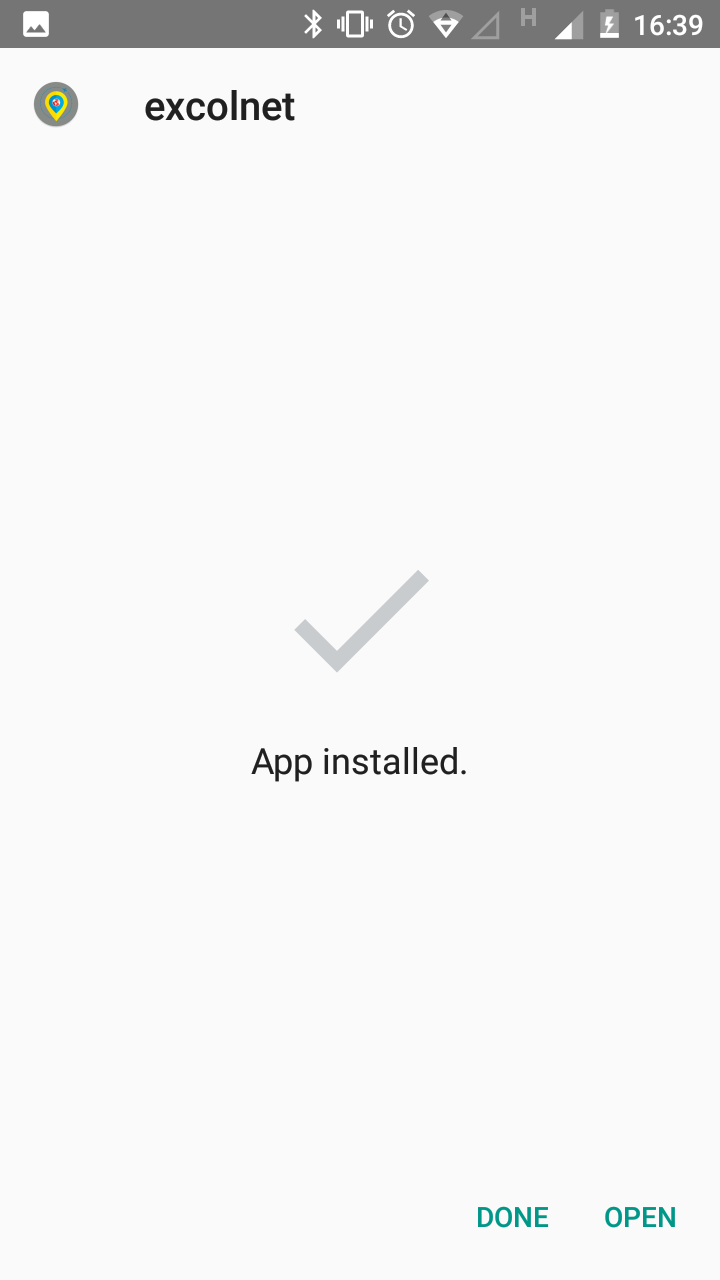 H
16:39
excolnet
App installed.
DONE OPEN